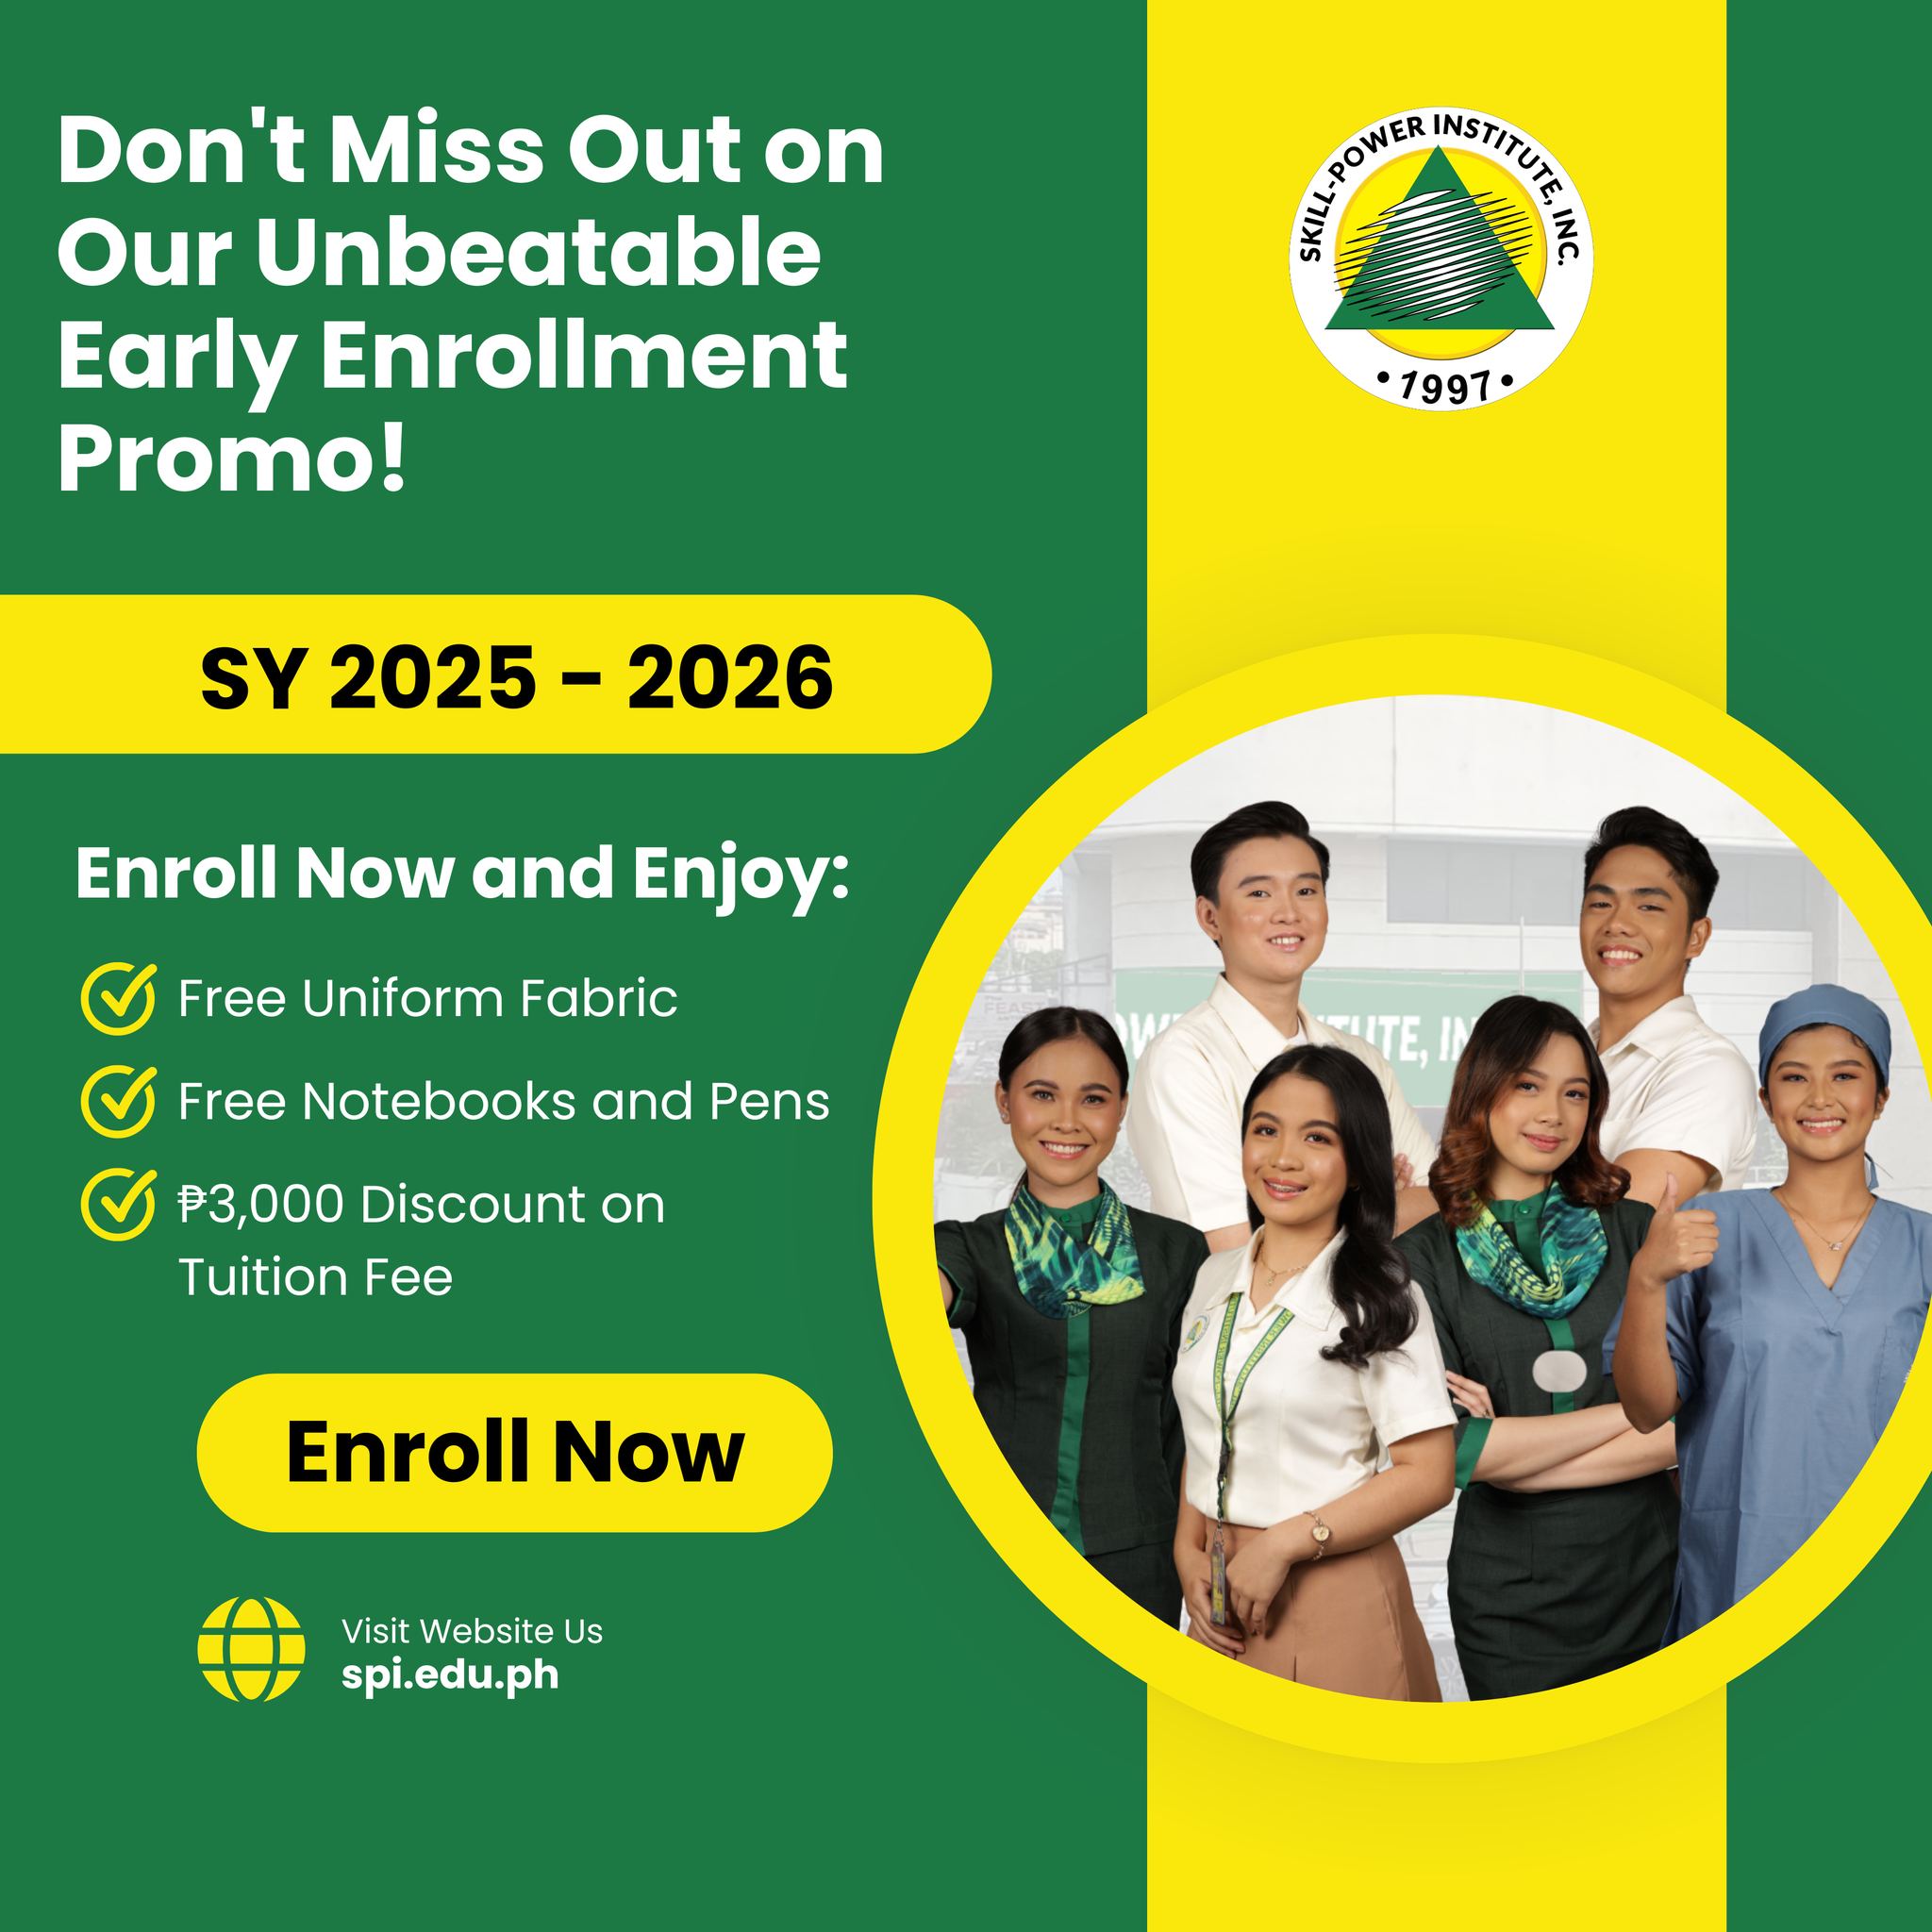 Don't Miss Out on
Our Unbeatable
Early Enrollment
Promo!
SKILL-POWER INSTITUTE, INC.
• 1997 •
SY 2025 - 2026
Enroll Now and Enjoy:
Free Uniform Fabric
Free Notebooks and Pens
₱3,000 Discount on
Tuition Fee
Enroll Now
Visit Website Us
spi.edu.ph